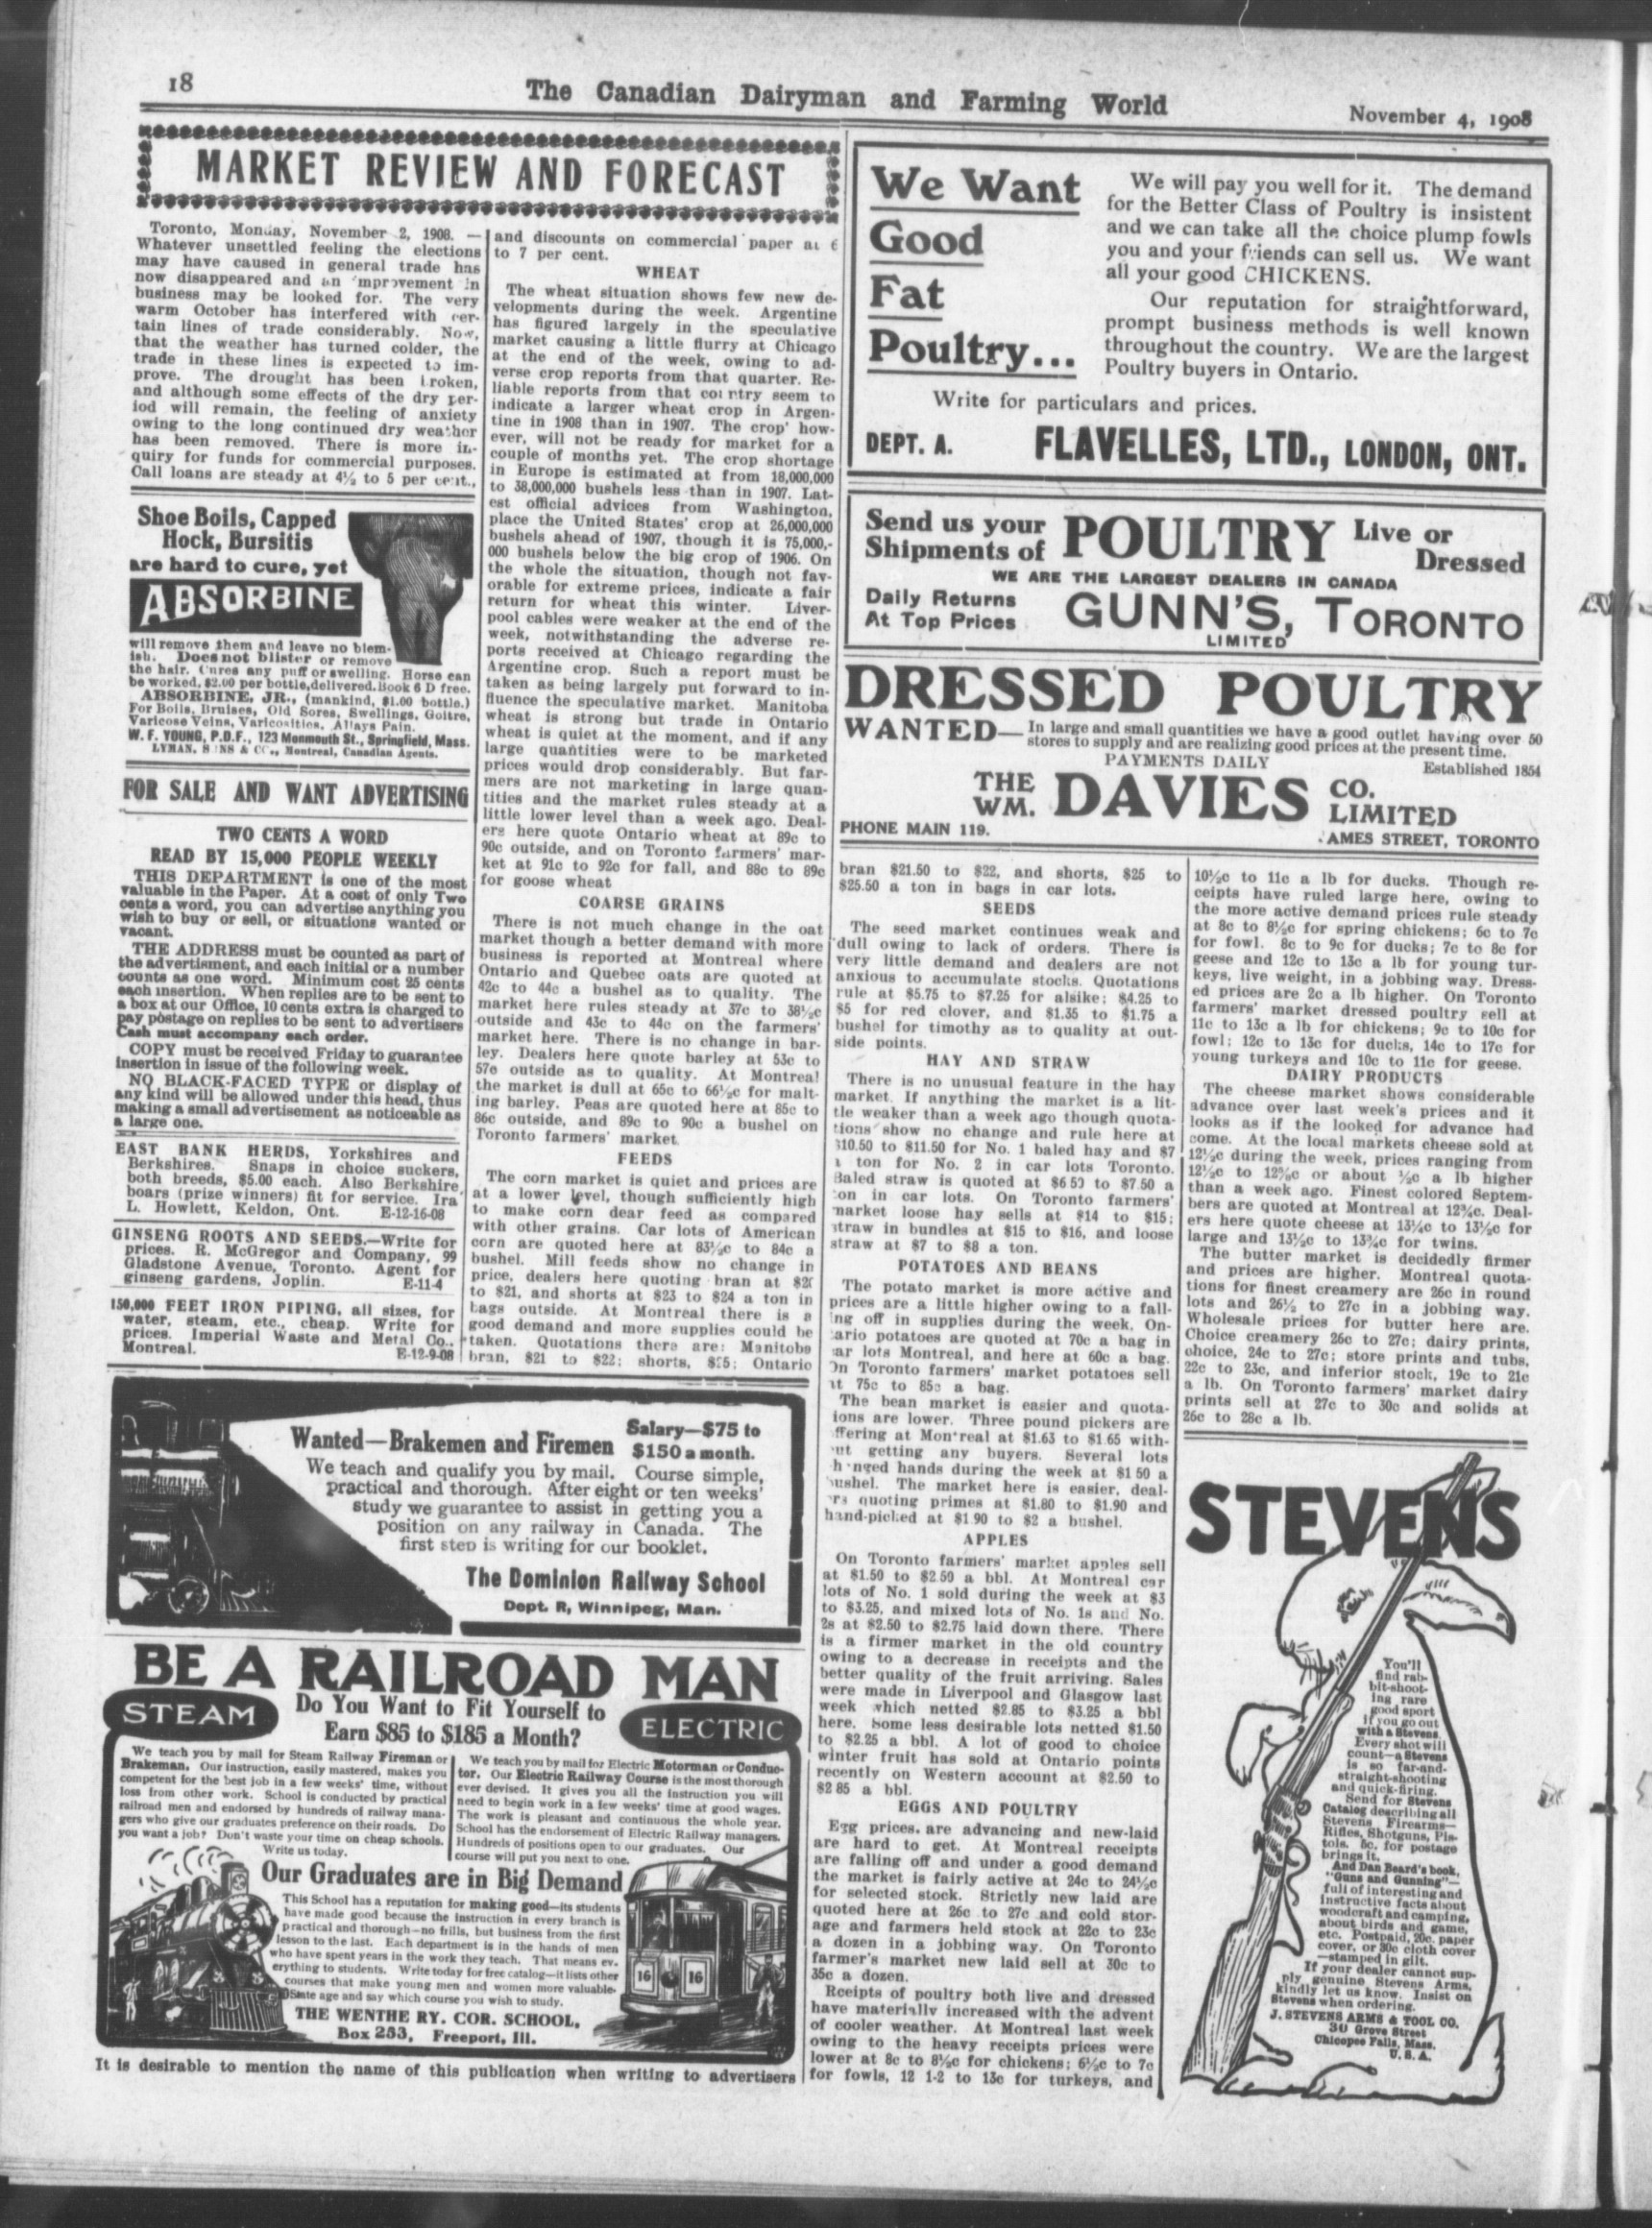 18
The Canadian Dairyman and Farming World
November 4, 1908
MARKET REVIEW AND FORECAST
Toronto, Monday, November 2, 1908. —
Whatever unsettled feeling the elections
may have caused in general trade has
now disappeared and an improvement in
business may be looked for. The very
warm October has interfered with cer-
tain lines of trade considerably. Now,
that the weather has turned colder, the
trade in these lines is expected to im-
prove. The drought has been broken,
and although some effects of the dry per-
iod will remain, the feeling of anxiety
owing to the long continued dry weather
has been removed. There is more in-
quiry for funds for commercial purposes.
Call loans are steady at 4½ to 5 per cent.,
and discounts on commercial paper at 6
to 7 per cent.
WHEAT
The wheat situation shows few new de-
velopments during the week. Argentine
has figured largely in the speculative
market causing a little flurry at Chicago
at the end of the week, owing to ad-
verse crop reports from that quarter. Re-
liable reports from that country seem to
indicate a larger wheat crop in Argen-
tine in 1908 than in 1907. The crop how-
ever, will not be ready for market for a
couple of months yet. The crop shortage
in Europe is estimated at from 18,000,000
to 38,000,000 bushels less than in 1907. Lat-
est official advices from Washington,
place the United States' crop at 26,000,000
bushels ahead of 1907, though it is 75,000,-
000 bushels below the big crop of 1906. On
the whole the situation, though not fav-
orable for extreme prices, indicate a fair
return for wheat this winter. Liver-
pool cables were weaker at the end of the
week, notwithstanding the adverse re-
ports received at Chicago regarding the
Argentine crop. Such a report must be
taken as being largely put forward to in-
fluence the speculative market. Manitoba
wheat is strong but trade in Ontario
wheat is quiet at the moment, and if any
large quantities were to be marketed
prices would drop considerably. But far-
mers are not marketing in large quan-
tities and the market rules steady at a
little lower level than a week ago. Deal-
ers here quote Ontario wheat at 89c to
90c outside, and on Toronto farmers' mar-
ket at 91c to 92c for fall, and 88c to 89c
for goose wheat
COARSE GRAINS
There is not much change in the oat
market though a better demand with more
business is reported at Montreal where
Ontario and Quebec oats are quoted at
42c to 44c a bushel as to quality. The
market here rules steady at 37c to 38½c
outside and 43c to 44c on the farmers'
market here. There is no change in bar-
ley. Dealers here quote barley at 53c to
57c outside as to quality. At Montreal
the market is dull at 65c to 66½c for malt-
ing barley. Peas are quoted here at 85c to
86c outside, and 89c to 90c a bushel on
Toronto farmers' market.
FEEDS
The corn market is quiet and prices are
at a lower level, though sufficiently high
to make corn dear feed as compared
with other grains. Car lots of American
corn are quoted here at 83½c to 84c a
bushel. Mill feeds show no change in
price, dealers here quoting bran at $20
to $21, and shorts at $23 to $24 a ton in
bags outside. At Montreal there is a
good demand and more supplies could be
taken. Quotations there are: Manitoba
bran, $21 to $22; shorts, $25; Ontario
Shoe Boils, Capped
Hock, Bursitis
are hard to cure, yet
ABSORBINE
will remove them and leave no blem-
ish. Does not blister or remove
the hair. Cures any puff or swelling. Horse can
be worked. $2.00 per bottle, delivered. Book 6 D free.
ABSORBINE, JR., (mankind, $1.00 bottle.)
For Boils, Bruises, Old Sores, Swellings, Goitre,
Varicose Veins, Varicosities. Allays Pain.
W. F. YOUNG, P.D.F., 123 Monmouth St., Springfield, Mass.
LYMAN, SONS & CO., Montreal, Canadian Agents.
FOR SALE AND WANT ADVERTISING
TWO CENTS A WORD
READ BY 15,000 PEOPLE WEEKLY
THIS DEPARTMENT is one of the most
valuable in the Paper. At a cost of only Two
cents a word, you can advertise anything you
wish to buy or sell, or situations wanted or
vacant.
THE ADDRESS must be counted as part of
the advertisment, and each initial or a number
counts as one word. Minimum cost 25 cents
each insertion. When replies are to be sent to
a box at our Office, 10 cents extra is charged to
pay postage on replies to be sent to advertisers
Cash must accompany each order.
COPY must be received Friday to guarantee
insertion in issue of the following week.
NO BLACK-FACED TYPE or display of
any kind will be allowed under this head, thus
making a small advertisement as noticeable as
a large one.
EAST BANK HERDS, Yorkshires and
Berkshires. Snaps in choice suckers,
both breeds, $5.00 each. Also Berkshire
boars (prize winners) fit for service. Ira
L. Howlett, Keldon, Ont. E-12-16-08
GINSENG ROOTS AND SEEDS.—Write for
prices. R. McGregor and Company, 99
Gladstone Avenue, Toronto. Agent for
ginseng gardens, Joplin. E-11-4
150,000 FEET IRON PIPING, all sizes, for
water, steam, etc., cheap. Write for
prices. Imperial Waste and Metal Co.,
Montreal. E-12-9-08
Wanted—Brakemen and Firemen
Salary—$75 to
$150 a month.
We teach and qualify you by mail. Course simple,
practical and thorough. After eight or ten weeks'
study we guarantee to assist in getting you a
position on any railway in Canada. The
first step is writing for our booklet.
The Dominion Railway School
Dept. R, Winnipeg, Man.
BE A RAILROAD MAN
STEAM
Do You Want to Fit Yourself to
Earn $85 to $185 a Month?
ELECTRIC
We teach you by mail for Steam Railway Fireman or
Brakeman. Our instruction, easily mastered, makes you
competent for the best job in a few weeks' time, without
loss from other work. School is conducted by practical
railroad men and endorsed by hundreds of railway mana-
gers who give our graduates preference on their roads. Do
you want a job? Don't waste your time on cheap schools.
Write us today.
We teach you by mail for Electric Motorman or Conduc-
tor. Our Electric Railway Course is the most thorough
ever devised. It gives you all the instruction you will
need to begin work in a few weeks' time at good wages.
The work is pleasant and continuous the whole year.
School has the endorsement of Electric Railway managers.
Hundreds of positions open to our graduates. Our
course will put you next to one.
Our Graduates are in Big Demand
This School has a reputation for making good—its students
have made good because the instruction in every branch is
practical and thorough—no frills, but business from the first
lesson to the last. Each department is in the hands of men
who have spent years in the work they teach. That means ev-
erything to students. Write today for free catalog—it lists other
courses that make young men and women more valuable.
State age and say which course you wish to study.
THE WENTHE RY. COR. SCHOOL,
Box 253, Freeport, Ill.
16 16
It is desirable to mention the name of this publication when writing to advertisers
We Want
Good
Fat
Poultry...
We will pay you well for it. The demand
for the Better Class of Poultry is insistent
and we can take all the choice plump fowls
you and your friends can sell us. We want
all your good CHICKENS.
Our reputation for straightforward,
prompt business methods is well known
throughout the country. We are the largest
Poultry buyers in Ontario.
Write for particulars and prices.
DEPT. A. FLAVELLES, LTD., LONDON, ONT.
Send us your
Shipments of
POULTRY
Live or
Dressed
WE ARE THE LARGEST DEALERS IN CANADA
Daily Returns
At Top Prices
GUNN'S, TORONTO
LIMITED
DRESSED POULTRY
WANTED—
In large and small quantities we have a good outlet having over 50
stores to supply and are realizing good prices at the present time.
PAYMENTS DAILY
Established 1854
THE
WM. DAVIES CO.
LIMITED
PHONE MAIN 119.
AMES STREET, TORONTO
bran $21.50 to $22, and shorts, $25 to
$25.50 a ton in bags in car lots.
SEEDS
The seed market continues weak and
dull owing to lack of orders. There is
very little demand and dealers are not
anxious to accumulate stocks. Quotations
rule at $5.75 to $7.25 for alsike; $4.25 to
$5 for red clover, and $1.35 to $1.75 a
bushel for timothy as to quality at out-
side points.
HAY AND STRAW
There is no unusual feature in the hay
market. If anything the market is a lit-
tle weaker than a week ago though quota-
tions show no change and rule here at
$10.50 to $11.50 for No. 1 baled hay and $7
a ton for No. 2 in car lots Toronto.
Baled straw is quoted at $6.50 to $7.50 a
ton in car lots. On Toronto farmers'
market loose hay sells at $14 to $15;
straw in bundles at $15 to $16, and loose
straw at $7 to $8 a ton.
POTATOES AND BEANS
The potato market is more active and
prices are a little higher owing to a fall-
ing off in supplies during the week. On-
tario potatoes are quoted at 70c a bag in
car lots Montreal, and here at 60c a bag.
On Toronto farmers' market potatoes sell
at 75c to 85c a bag.
The bean market is easier and quota-
ions are lower. Three pound pickers are
ffering at Montreal at $1.63 to $1.65 with-
out getting any buyers. Several lots
hanged hands during the week at $1.50 a
bushel. The market here is easier, deal-
ers quoting primes at $1.80 to $1.90 and
hand-picked at $1.90 to $2 a bushel.
APPLES
On Toronto farmers' market apples sell
at $1.50 to $2.50 a bbl. At Montreal car
lots of No. 1 sold during the week at $3
to $3.25, and mixed lots of No. 1s and No.
2s at $2.50 to $2.75 laid down there. There
is a firmer market in the old country
owing to a decrease in receipts and the
better quality of the fruit arriving. Sales
were made in Liverpool and Glasgow last
week which netted $2.85 to $3.25 a bbl
here. Some less desirable lots netted $1.50
to $2.25 a bbl. A lot of good to choice
winter fruit has sold at Ontario points
recently on Western account at $2.50 to
$2.85 a bbl.
EGGS AND POULTRY
Egg prices are advancing and new-laid
are hard to get. At Montreal receipts
are falling off and under a good demand
the market is fairly active at 24c to 24½c
for selected stock. Strictly new laid are
quoted here at 26c to 27c and cold stor-
age and farmers held stock at 22c to 23c
a dozen in a jobbing way. On Toronto
farmer's market new laid sell at 30c to
35c a dozen.
Rceipts of poultry both live and dressed
have materially increased with the advent
of cooler weather. At Montreal last week
owing to the heavy receipts prices were
lower at 8c to 8½c for chickens; 6½c to 7c
for fowls, 12 1-2 to 13c for turkeys, and
10½c to 11c a lb for ducks. Though re-
ceipts have ruled large here, owing to
the more active demand prices rule steady
at 8c to 8½c for spring chickens; 6c to 7c
for fowl. 8c to 9c for ducks; 7c to 8c for
geese and 12c to 13c a lb for young tur-
keys, live weight, in a jobbing way. Dress-
ed prices are 2c a lb higher. On Toronto
farmers' market dressed poultry sell at
11c to 13c a lb for chickens; 9c to 10c for
fowl; 12c to 13c for ducks, 14c to 17c for
young turkeys and 10c to 11c for geese.
DAIRY PRODUCTS
The cheese market shows considerable
advance over last week's prices and it
looks as if the looked for advance had
come. At the local markets cheese sold at
12½c during the week, prices ranging from
12½c to 12⅝c or about ½c a lb higher
than a week ago. Finest colored Septem-
bers are quoted at Montreal at 12¾c. Deal-
ers here quote cheese at 13¼c to 13½c for
large and 13½c to 13¾c for twins.
The butter market is decidedly firmer
and prices are higher. Montreal quota-
tions for finest creamery are 26c in round
lots and 26½ to 27c in a jobbing way.
Wholesale prices for butter here are.
Choice creamery 26c to 27c; dairy prints,
choice, 24c to 27c; store prints and tubs,
22c to 23c, and inferior stock, 19c to 21c
a lb. On Toronto farmers' market dairy
prints sell at 27c to 30c and solids at
26c to 28c a lb.
STEVENS
You'll
find rab-
bit-shoot-
ing rare
good sport
if you go out
with a Stevens.
Every shot will
count—a Stevens
is so far-and-
straight-shooting
and quick-firing.
Send for Stevens
Catalog describing all
Stevens Firearms—
Rifles, Shotguns, Pis-
tols. 5c. for postage
brings it.
And Dan Beard's book,
"Guns and Gunning"—
full of interesting and
instructive facts about
woodcraft and camping,
about birds and game,
etc. Postpaid, 20c. paper
cover, or 30c cloth cover
—stamped in gilt.
If your dealer cannot sup-
ply genuine Stevens Arms,
kindly let us know. Insist on
Stevens when ordering.
J. STEVENS ARMS & TOOL CO.
30 Grove Street
Chicopee Falls, Mass.
U. S. A.